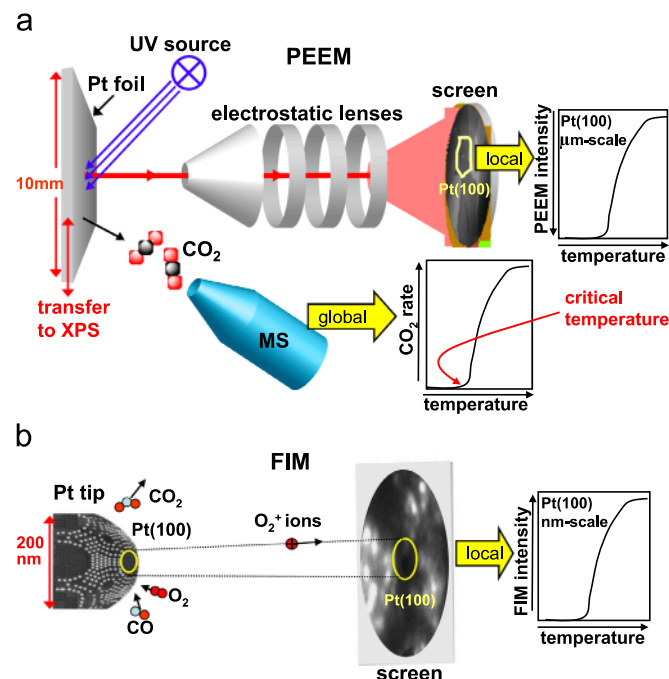 a
UV source
PEEM
Pt foil
electrostatic lenses
screen
10mm
Pt(100)
local
PEEM intensity
Pt(100)
μm-scale
temperature
CO2
transfer
to XPS
MS
global
CO2 rate
critical
temperature
temperature
b
FIM
Pt tip
CO2
Pt(100)
O2+ ions
200
nm
O2
CO
Pt(100)
screen
local
FIM intensity
Pt(100)
nm-scale
temperature